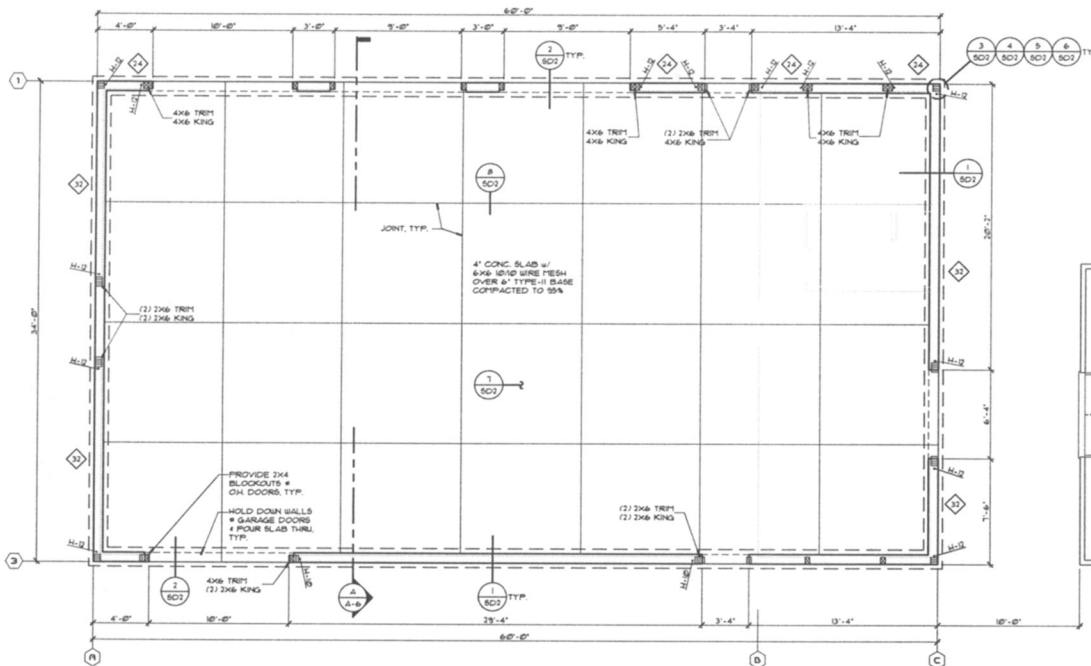 60'-0"
4'-0" 10'-0" 3'-0" 9'-0" 3'-0" 9'-0" 5'-4" 3'-4" 13'-4"
2 SD2 TYP.
3 SD2 4 SD2 5 SD2 6 SD2
1
H-12 24 H-12 24 H-12 H-12 24 H-12 24
H-12
H-12
4X6 TRIM
4X6 KING
4X6 TRIM
4X6 KING
(2) 2X6 TRIM
4X6 KING
4X6 TRIM
4X6 KING
32
8
SD2
1
SD2
JOINT, TYP.
20'-2"
4" CONC. SLAB w/
6X6 10/10 WIRE MESH
OVER 6" TYPE-II BASE
COMPACTED TO 95%
H-12
32
(2) 2X6 TRIM
(2) 2X6 KING
34'-0"
H-12
H-12
7
SD2
6'-4"
32
H-12
PROVIDE 2X4
BLOCKOUTS @
O.H. DOORS, TYP.
HOLD DOWN WALLS
@ GARAGE DOORS
& POUR SLAB THRU,
TYP.
(2) 2X6 TRIM
(2) 2X6 KING
32
7'-6"
H-12
H-12
3
4X6 TRIM
(2) 2X6 KING
H-10
H-10
2
SD2
A
A-6
1
SD2
TYP.
4'-0" 10'-0" 29'-4" 3'-4" 13'-4" 10'-0"
60'-0"
A B C